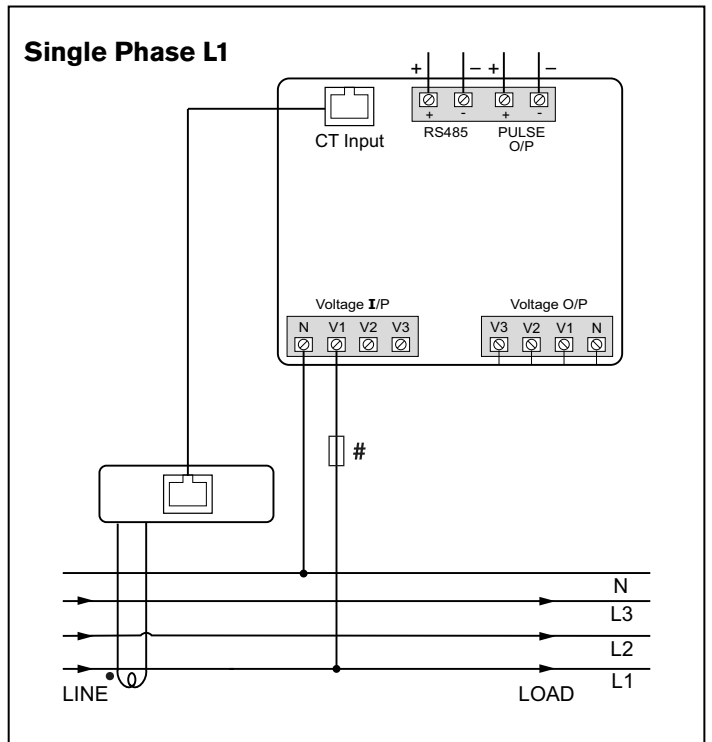 Single Phase L1
+ – + –
+ - + -
CT Input
RS485
PULSE
O/P
Voltage I/P
N V1 V2 V3
Voltage O/P
V3 V2 V1 N
#
N
L3
L2
L1
LINE
LOAD